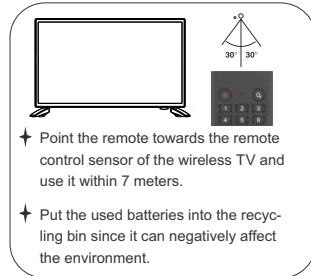 30° 30°
1 2 3
4 5 6
Point the remote towards the remote
control sensor of the wireless TV and
use it within 7 meters.
Put the used batteries into the recyc-
ling bin since it can negatively affect
the environment.